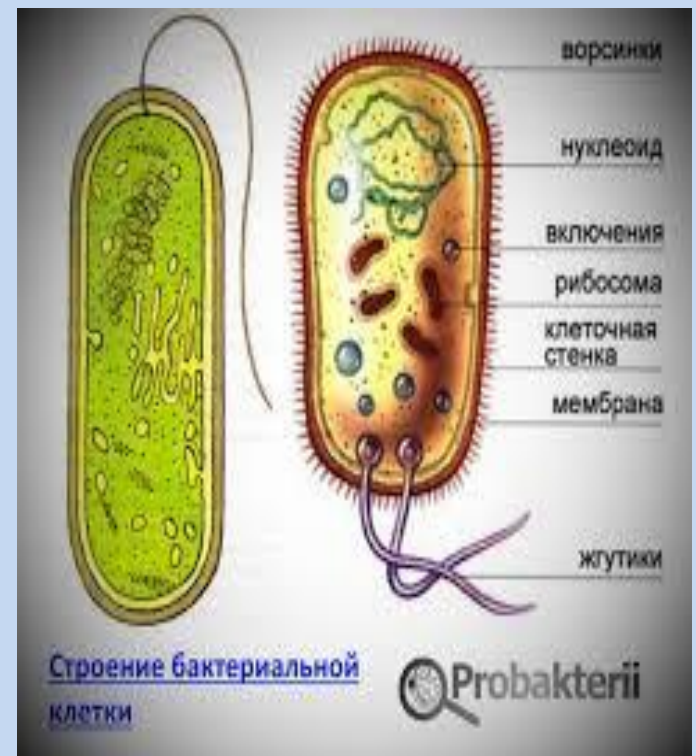 ворсинки
нуклеоид
включения
рибосома
клеточная
стенка
мембрана
жгутики
Строение бактериальной
клетки
Probakterii